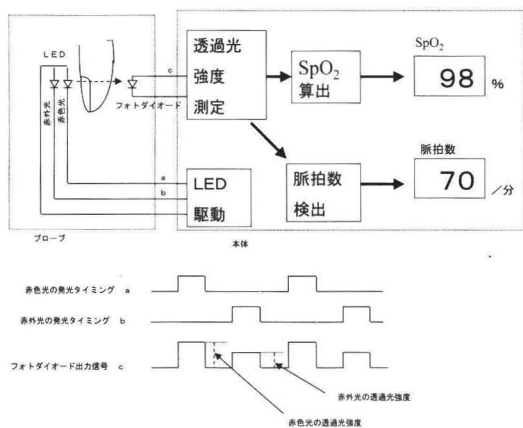 LED
赤外光
赤色光
c
フォトダイオード
a
b
プローブ
透過光
強度
測定
SpO2
算出
SpO2
98 %
脈拍数
検出
脈拍数
70 /分
LED
駆動
本体
赤色光の発光タイミング a
赤外光の発光タイミング b
フォトダイオード出力信号 c
赤外光の透過光強度
赤色光の透過光強度